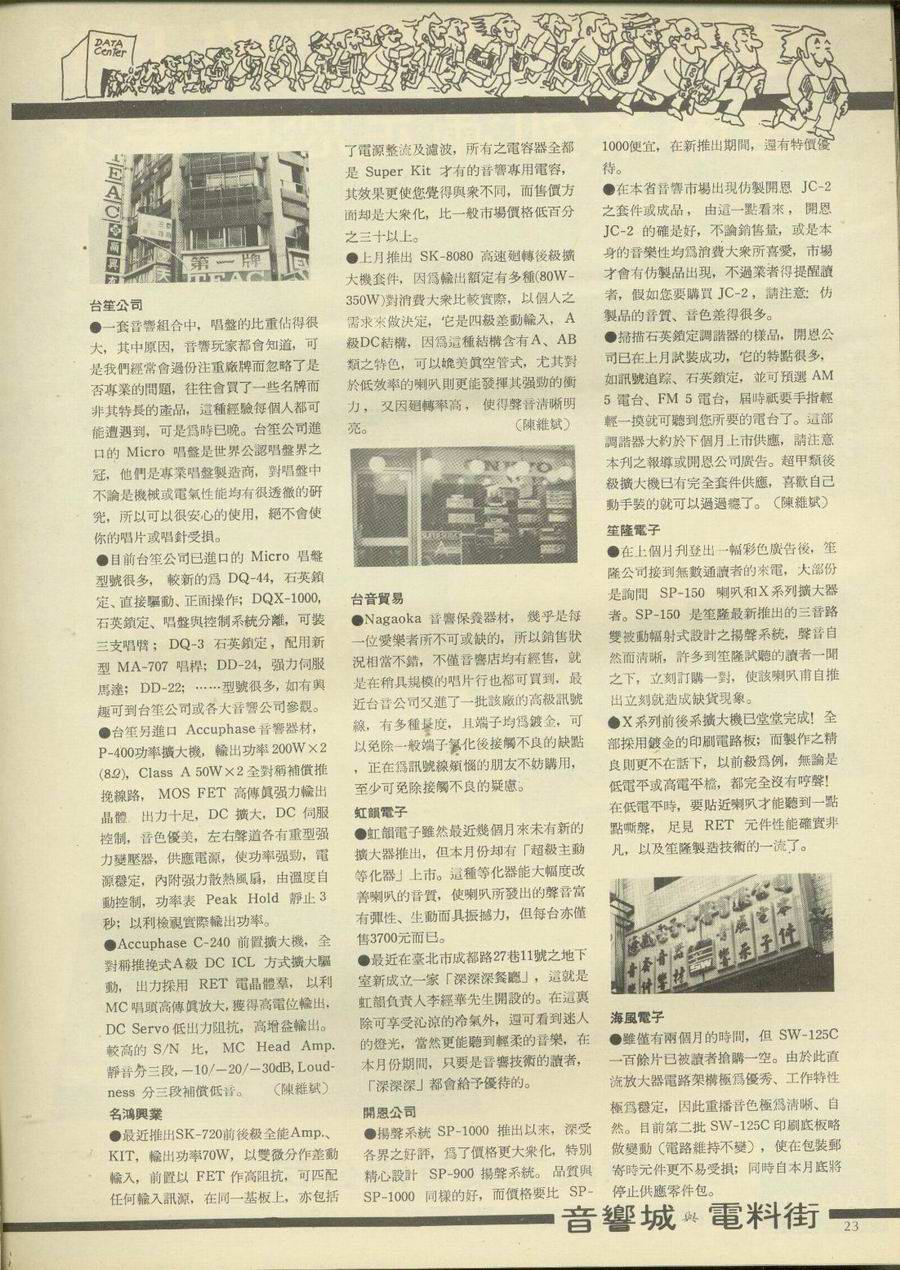 DATA
Center
TEAC
第一牌
TEAC
台笙公司
●一套音響組合中，唱盤的比重佔得很
大，其中原因，音響玩家都會知道，可
是我們經常會過份注重廠牌而忽略了是
否專業的問題，往往會買了一些名牌而
非其特長的產品，這種經驗每個人都可
能遭遇到，可是爲時已晚。台笙公司進
口的 Micro 唱盤是世界公認唱盤界之
冠，他們是專業唱盤製造商，對唱盤中
不論是機械或電氣性能均有很透徹的研
究，所以可以很安心的使用，絕不會使
你的唱片或唱針受損。
●目前台笙公司已進口的 Micro 唱盤
型號很多，較新的爲 DQ-44，石英鎖
定、直接驅動、正面操作；DQX-1000，
石英鎖定、唱盤與控制系統分離，可裝
三支唱臂；DQ-3 石英鎖定，配用新
型 MA-707 唱桿；DD-24，强力伺服
馬達；DD-22；……型號很多，如有興
趣可到台笙公司或各大音響公司參觀。
●台笙另進口 Accuphase 音響器材，
P-400功率擴大機，輸出功率 200W×2
(8Ω)，Class A 50W×2 全對稱補償推
挽線路，MOS FET 高傳眞强力輸出
晶體 出力十足，DC 擴大，DC 伺服
控制，音色優美，左右聲道各有重型强
力變壓器，供應電源，使功率强勁，電
源穩定，內附强力散熱風扇，由溫度自
動控制，功率表 Peak Hold 靜止 3
秒；以利檢視實際輸出功率。
●Accuphase C-240 前置擴大機，全
對稱推挽式A級 DC ICL 方式擴大驅
動，出力採用 RET 電晶體羣，以利
MC唱頭高傳眞放大，獲得高電位輸出，
DC Servo 低出力阻抗，高增益輸出。
較高的 S/N 比，MC Head Amp.
靜音分三段，-10/-20/-30dB, Loud-
ness 分三段補償低音。（陳維斌）
名鴻興業
●最近推出SK-720前後級全能Amp.、
KIT，輸出功率70W，以雙微分作差動
輸入，前置以 FET 作高阻抗，可匹配
任何輸入訊源，在同一基板上，亦包括
了電源整流及濾波，所有之電容器全都
是 Super Kit 才有的音響專用電容，
其效果更使您覺得與衆不同，而售價方
面却是大衆化，比一般市場價格低百分
之三十以上。
●上月推出 SK-8080 高速廻轉後級擴
大機套件，因爲輸出額定有多種(80W-
350W)對消費大衆比較實際，以個人之
需求來做決定，它是四級差動輸入，A
級DC結構，因爲這種結構含有A、AB
類之特色，可以媲美眞空管式，尤其對
於低效率的喇叭則更能發揮其强勁的衝
力，又因廻轉率高，使得聲音清晰明
亮。（陳維斌）
ONKYO
台音貿易
●Nagaoka 音響保養器材，幾乎是每
一位愛樂者所不可或缺的，所以銷售狀
況相當不錯，不僅音響店均有經售，就
是在稍具規模的唱片行也都可買到，最
近台音公司又進了一批該廠的高級訊號
線，有多種長度，且端子均爲鍍金，可
以免除一般端子氧化後接觸不良的缺點
，正在爲訊號線煩惱的朋友不妨購用，
至少可免除接觸不良的疑慮。
虹韻電子
●虹韻電子雖然最近幾個月來未有新的
擴大器推出，但本月份却有「超級主動
等化器」上市。這種等化器能大幅度改
善喇叭的音質，使喇叭所發出的聲音富
有彈性、生動而具振撼力，但每台亦僅
售3700元而已。
●最近在臺北市成都路27巷11號之地下
室新成立一家「深深深餐廳」，這就是
虹韻負責人李經華先生開設的。在這裏
除可享受沁涼的冷氣外，還可看到迷人
的燈光，當然更能聽到輕柔的音樂，在
本月份期間，只要是音響技術的讀者，
「深深深」都會給予優待的。
開恩公司
●揚聲系統 SP-1000 推出以來，深受
各界之好評，爲了價格更大衆化，特別
精心設計 SP-900 揚聲系統。品質與
SP-1000 同樣的好，而價格要比 SP-
1000便宜，在新推出期間，還有特價優
待。
●在本省音響市場出現仿製開恩 JC-2
之套件或成品，由這一點看來，開恩
JC-2 的確是好，不論銷售量，或是本
身的音樂性均爲消費大衆所喜愛，市場
才會有仿製品出現，不過業者得提醒讀
者，假如您要購買 JC-2，請注意：仿
製品的音質、音色差得很多。
●掃描石英鎖定調諧器的樣品，開恩公
司已在上月試裝成功，它的特點很多，
如訊號追踪、石英鎖定，並可預選 AM
5 電台、FM 5 電台，屆時祇要手指輕
輕一摸就可聽到您所要的電台了。這部
調諧器大約於下個月上市供應，請注意
本刋之報導或開恩公司廣告。超甲類後
級擴大機已有完全套件供應，喜歡自己
動手裝的就可以過過癮了。（陳維斌）
笙隆電子
●在上個月刋登出一幅彩色廣告後，笙
隆公司接到無數通讀者的來電，大部份
是詢問 SP-150 喇叭和X系列擴大器
者。SP-150 是笙隆最新推出的三音路
雙被動輻射式設計之揚聲系統，聲音自
然而清晰，許多到笙隆試聽的讀者一聞
之下，立刻訂購一對，使該喇叭甫自推
出立刻就造成缺貨現象。
●X系列前後系擴大機已堂堂完成！全
部採用鍍金的印刷電路板；而製作之精
良則更不在話下，以前級爲例，無論是
低電平或高電平檔，都完全沒有哼聲！
在低電平時，要貼近喇叭才能聽到一點
點嘶聲，足見 RET 元件性能確實非
凡，以及笙隆製造技術的一流了。
SW
海風電子
●雖僅有兩個月的時間，但 SW-125C
一百餘片已被讀者搶購一空。由於此直
流放大器電路架構極爲優秀、工作特性
極爲穩定，因此重播音色極爲清晰、自
然。目前第二批 SW-125C 印刷底板略
做變動（電路維持不變），使在包裝郵
寄時元件更不易受損；同時自本月底將
停止供應零件包。
音響城與電料街
23